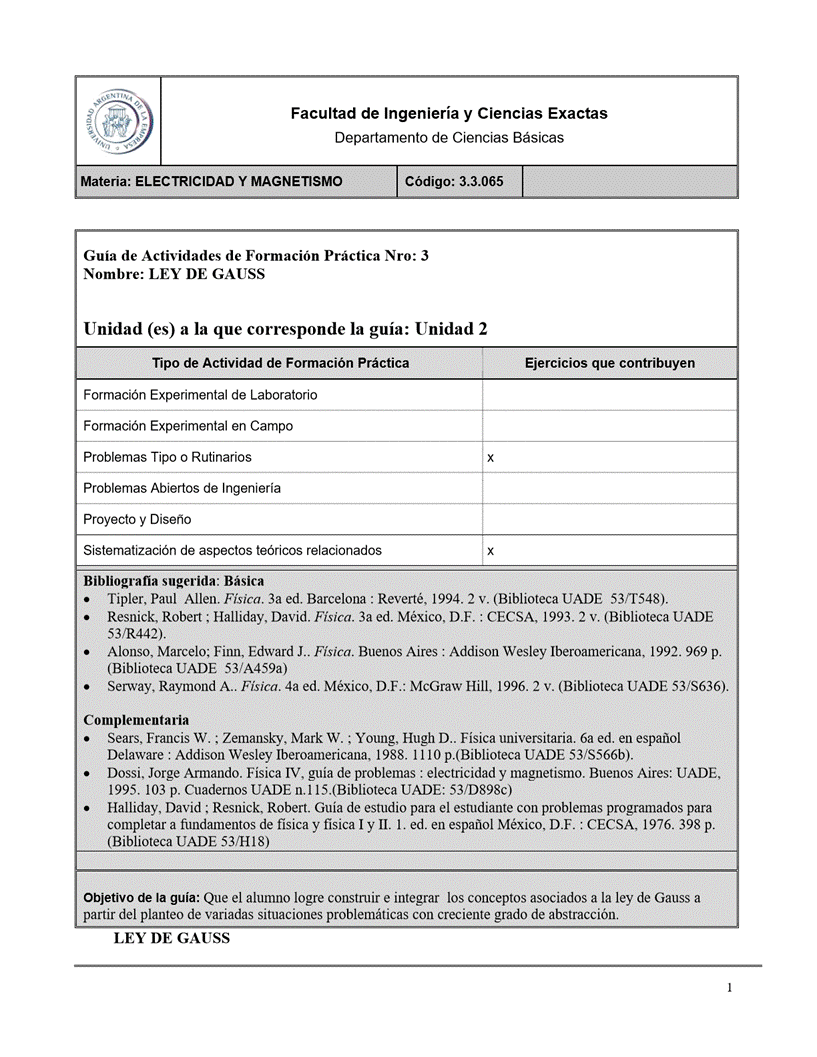 UNIVERSIDAD ARGENTINA DE LA EMPRESA
Facultad de Ingeniería y Ciencias Exactas
Departamento de Ciencias Básicas
Materia: ELECTRICIDAD Y MAGNETISMO
Código: 3.3.065
Guía de Actividades de Formación Práctica Nro: 3
Nombre: LEY DE GAUSS
Unidad (es) a la que corresponde la guía: Unidad 2
Tipo de Actividad de Formación Práctica
Ejercicios que contribuyen
Formación Experimental de Laboratorio
Formación Experimental en Campo
Problemas Tipo o Rutinarios
x
Problemas Abiertos de Ingeniería
Proyecto y Diseño
Sistematización de aspectos teóricos relacionados
x
Bibliografía sugerida: Básica
• Tipler, Paul Allen. Física. 3a ed. Barcelona : Reverté, 1994. 2 v. (Biblioteca UADE 53/T548).
• Resnick, Robert ; Halliday, David. Física. 3a ed. México, D.F. : CECSA, 1993. 2 v. (Biblioteca UADE
53/R442).
• Alonso, Marcelo; Finn, Edward J.. Física. Buenos Aires : Addison Wesley Iberoamericana, 1992. 969 p.
(Biblioteca UADE 53/A459a)
• Serway, Raymond A.. Física. 4a ed. México, D.F.: McGraw Hill, 1996. 2 v. (Biblioteca UADE 53/S636).
Complementaria
• Sears, Francis W. ; Zemansky, Mark W. ; Young, Hugh D.. Física universitaria. 6a ed. en español
Delaware : Addison Wesley Iberoamericana, 1988. 1110 p.(Biblioteca UADE 53/S566b).
• Dossi, Jorge Armando. Física IV, guía de problemas : electricidad y magnetismo. Buenos Aires: UADE,
1995. 103 p. Cuadernos UADE n.115.(Biblioteca UADE: 53/D898c)
• Halliday, David ; Resnick, Robert. Guía de estudio para el estudiante con problemas programados para
completar a fundamentos de física y física I y II. 1. ed. en español México, D.F. : CECSA, 1976. 398 p.
(Biblioteca UADE 53/H18)
Objetivo de la guía: Que el alumno logre construir e integrar los conceptos asociados a la ley de Gauss a
partir del planteo de variadas situaciones problemáticas con creciente grado de abstracción.
LEY DE GAUSS
1